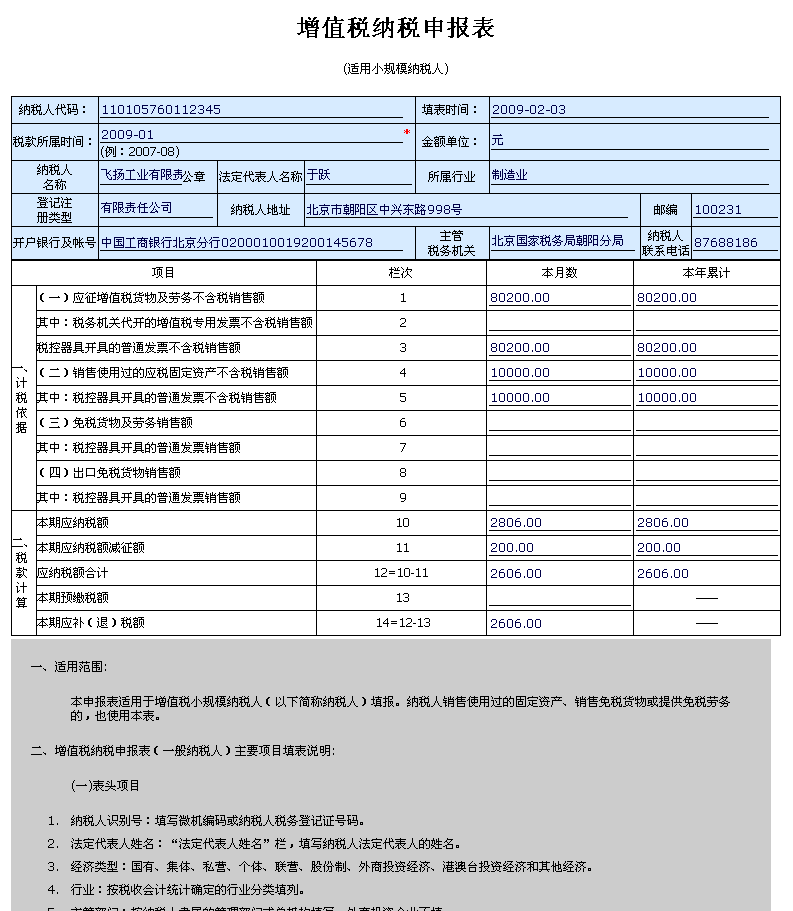 增值税纳税申报表
(适用小规模纳税人)
纳税人代码： 110105760112345 填表时间： 2009-02-03
税款所属时间： 2009-01 * 金额单位： 元
(例：2007-08)
纳税人名称 飞扬工业有限责公章 法定代表人名称 于跃 所属行业 制造业
登记注册类型 有限责任公司 纳税人地址 北京市朝阳区中兴东路998号 邮编 100231
开户银行及帐号 中国工商银行北京分行0200010019200145678 主管税务机关 北京国家税务局朝阳分局 纳税人联系电话 87688186
项目 栏次 本月数 本年累计
一、计税依据
（一）应征增值税货物及劳务不含税销售额 1 80200.00 80200.00
其中：税务机关代开的增值税专用发票不含税销售额 2
税控器具开具的普通发票不含税销售额 3 80200.00 80200.00
（二）销售使用过的应税固定资产不含税销售额 4 10000.00 10000.00
其中：税控器具开具的普通发票不含税销售额 5 10000.00 10000.00
（三）免税货物及劳务销售额 6
其中：税控器具开具的普通发票销售额 7
（四）出口免税货物销售额 8
其中：税控器具开具的普通发票销售额 9
二、税款计算
本期应纳税额 10 2806.00 2806.00
本期应纳税额减征额 11 200.00 200.00
应纳税额合计 12=10-11 2606.00 2606.00
本期预缴税额 13 ——
本期应补（退）税额 14=12-13 2606.00 ——
一、适用范围:
本申报表适用于增值税小规模纳税人（以下简称纳税人）填报。纳税人销售使用过的固定资产、销售免税货物或提供免税劳务
的，也使用本表。
二、增值税纳税申报表（一般纳税人）主要项目填表说明:
(一)表头项目
1. 纳税人识别号：填写微机编码或纳税人税务登记证号码。
2. 法定代表人姓名：“法定代表人姓名”栏，填写纳税人法定代表人的姓名。
3. 经济类型：国有、集体、私营、个体、联营、股份制、外商投资经济、港澳台投资经济和其他经济。
4. 行业：按税收会计统计确定的行业分类填列。